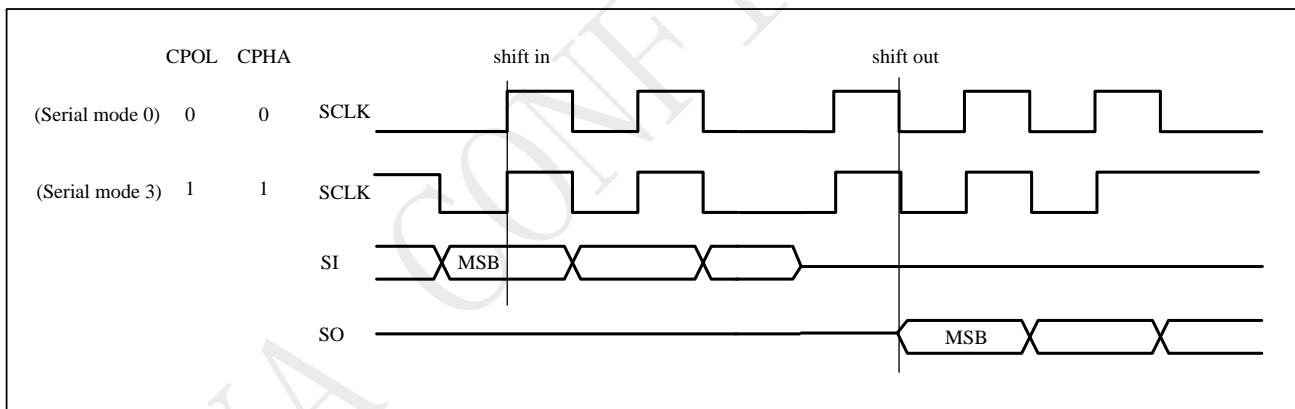 CPOL CPHA shift in shift out
(Serial mode 0) 0 0 SCLK
(Serial mode 3) 1 1 SCLK
SI MSB
SO MSB